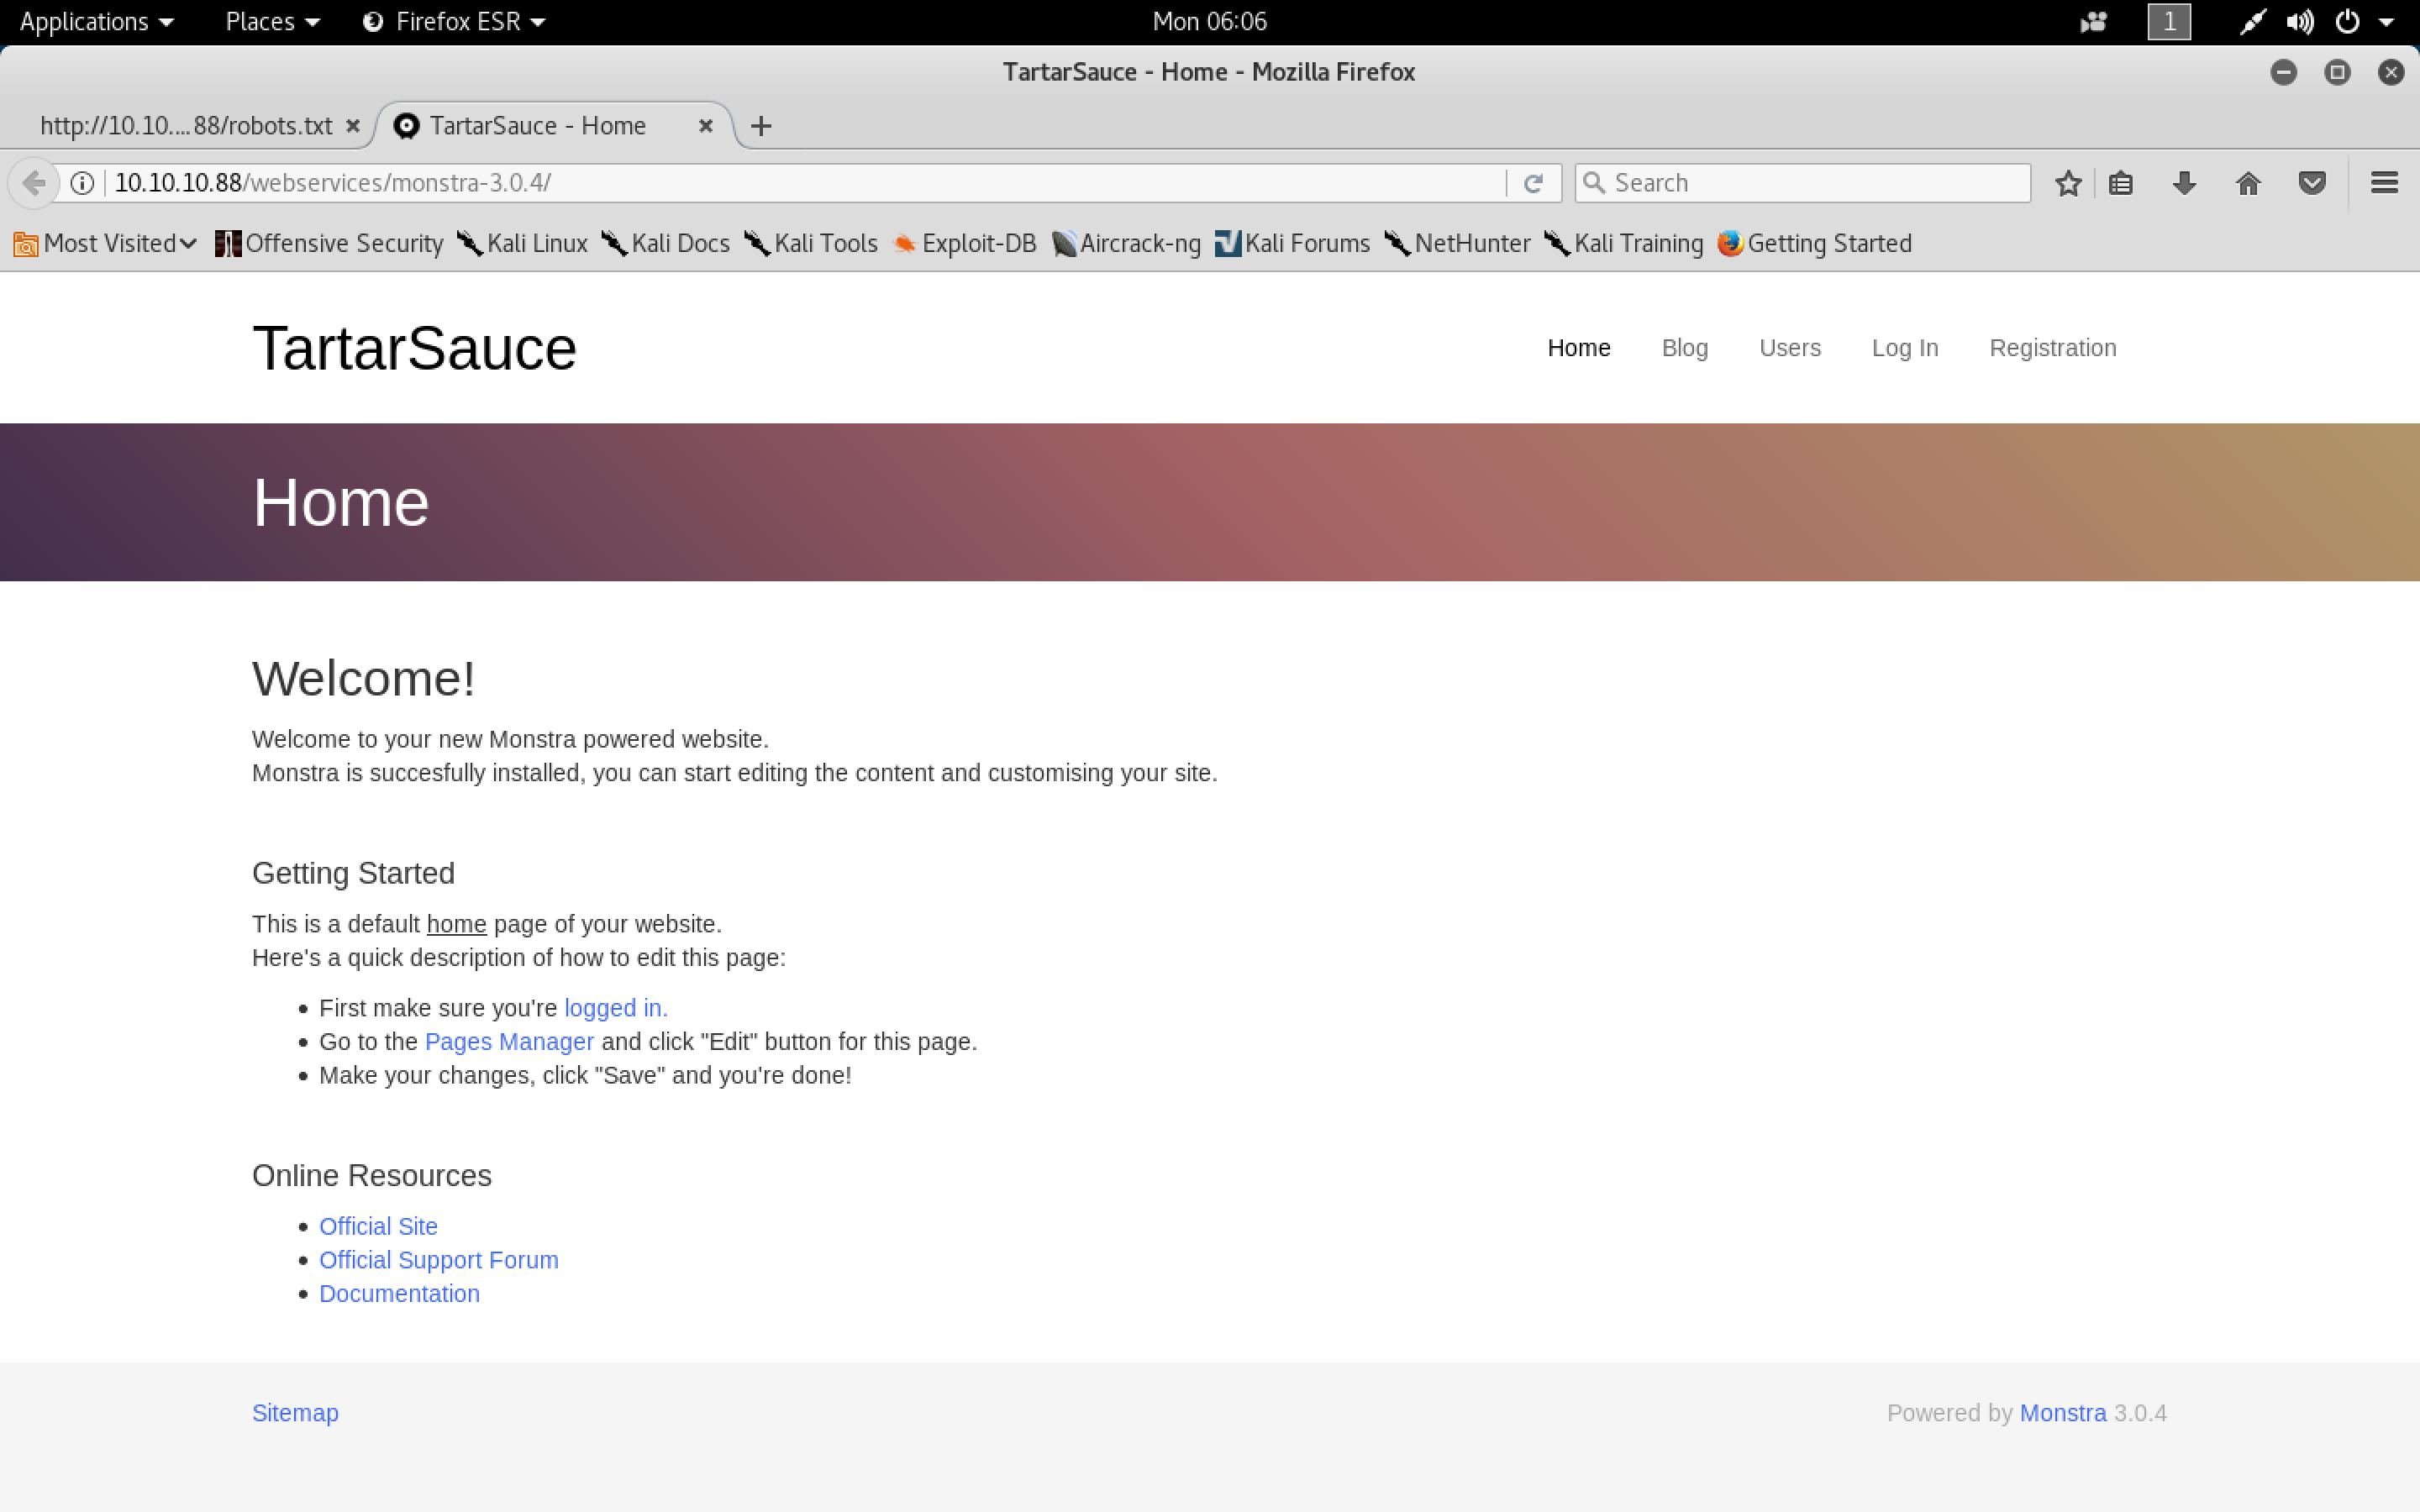 Applications Places Firefox ESR Mon 06:06 1
TartarSauce - Home - Mozilla Firefox
http://10.10....88/robots.txt TartarSauce - Home
10.10.10.88/webservices/monstra-3.0.4/ Search
Most Visited Offensive Security Kali Linux Kali Docs Kali Tools Exploit-DB Aircrack-ng Kali Forums NetHunter Kali Training Getting Started
TartarSauce Home Blog Users Log In Registration
Home
Welcome!
Welcome to your new Monstra powered website.
Monstra is succesfully installed, you can start editing the content and customising your site.
Getting Started
This is a default home page of your website.
Here's a quick description of how to edit this page:
First make sure you're logged in.
Go to the Pages Manager and click "Edit" button for this page.
Make your changes, click "Save" and you're done!
Online Resources
Official Site
Official Support Forum
Documentation
Sitemap Powered by Monstra 3.0.4